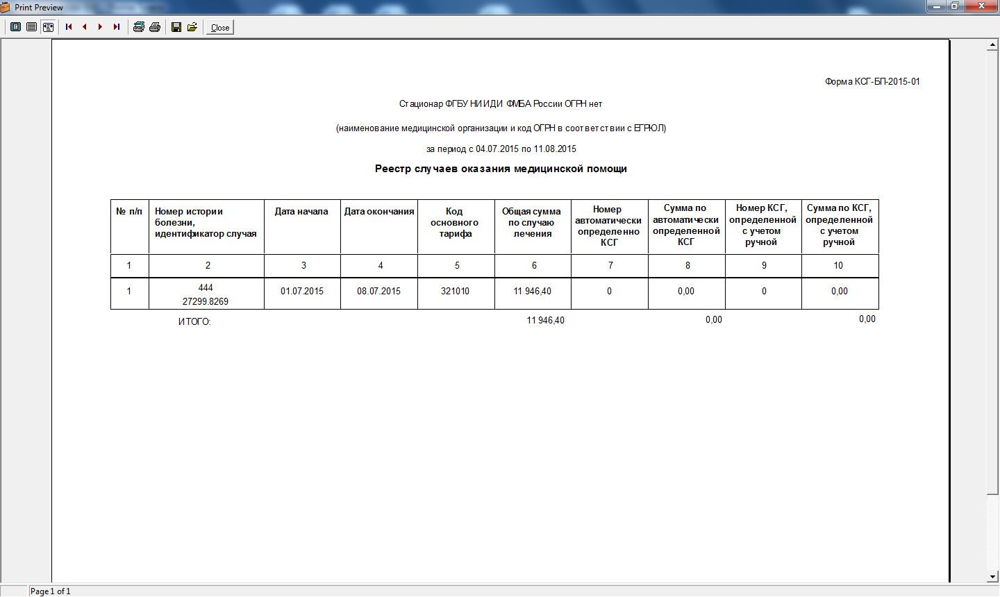 Print Preview
Close
Форма КСГ-БП-2015-01
Стационар ФГБУ НИИДИ ФМБА России ОГРН нет
(наименование медицинской организации и код ОГРН в соответствии с ЕГРЮЛ)
за период с 04.07.2015 по 11.08.2015
Реестр случаев оказания медицинской помощи
№ п/п
Номер истории
болезни,
идентификатор случая
Дата начала
Дата окончания
Код
основного
тарифа
Общая сумма
по случаю
лечения
Номер
автоматически
определенно
КСГ
Сумма по
автоматически
определенной
КСГ
Номер КСГ,
определенной
с учетом
ручной
Сумма по КСГ,
определенной
с учетом
ручной
1 2 3 4 5 6 7 8 9 10
1
444
27299.8269
01.07.2015 08.07.2015 321010 11 946,40 0 0,00 0 0,00
ИТОГО: 11 946,40 0,00 0,00
Page 1 of 1